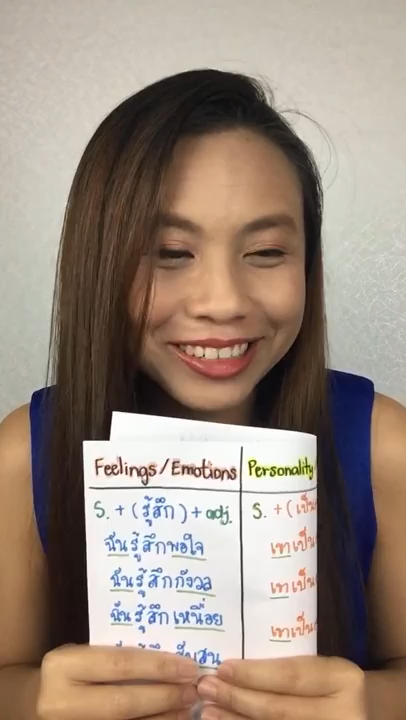 Feelings/Emotions
S. + (รู้สึก) + adj.
ฉันรู้สึกพอใจ
ฉันรู้สึกกังวล
ฉันรู้สึกเหนื่อย
Personality
S. + (เป็น
เขาเป็น
เขาเป็น
เขาเป็น